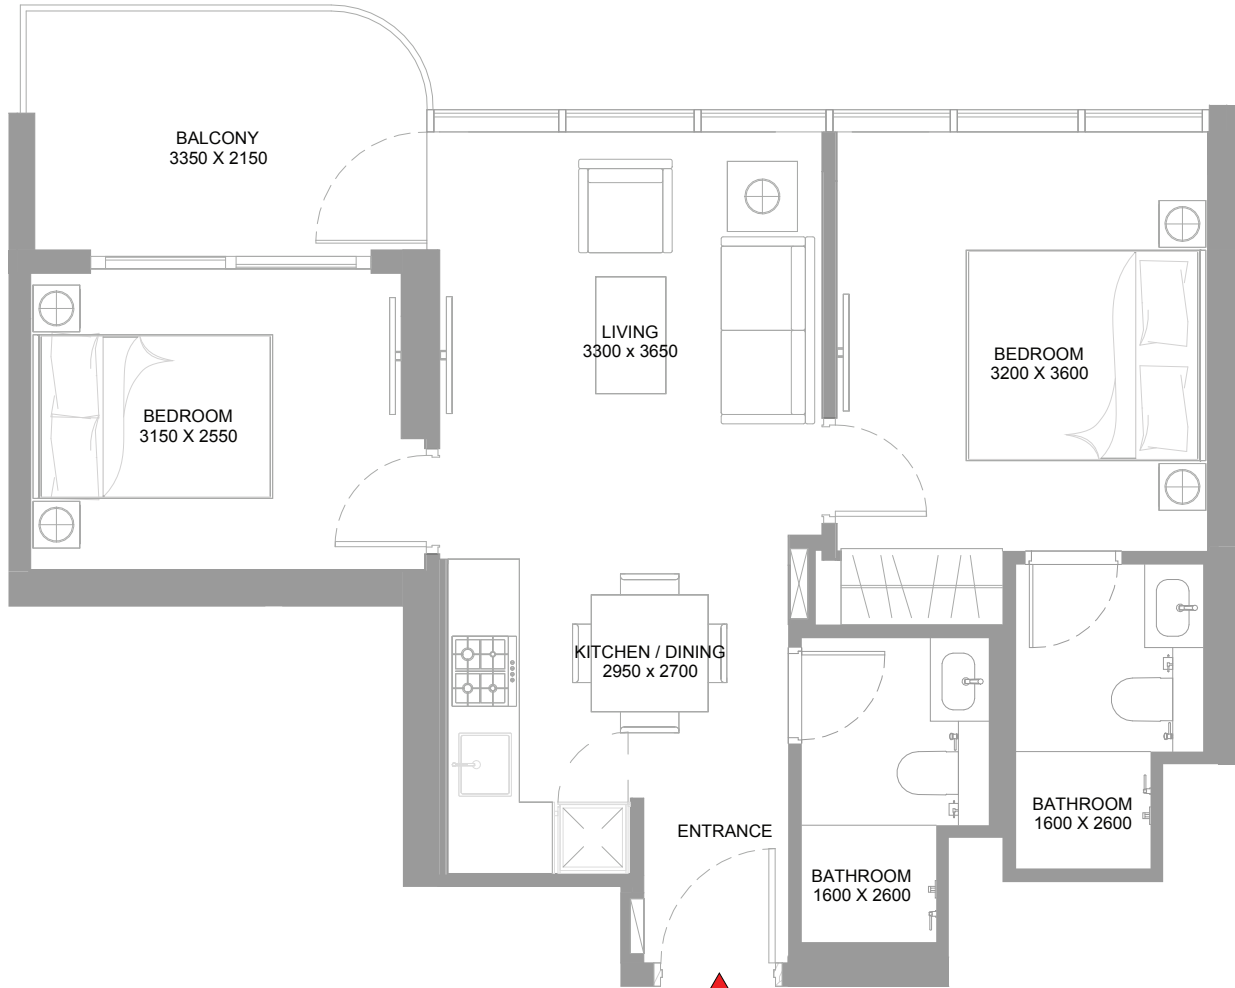 BALCONY
3350 X 2150
LIVING
3300 x 3650
BEDROOM
3200 X 3600
BEDROOM
3150 X 2550
KITCHEN / DINING
2950 x 2700
ENTRANCE
BATHROOM
1600 X 2600
BATHROOM
1600 X 2600